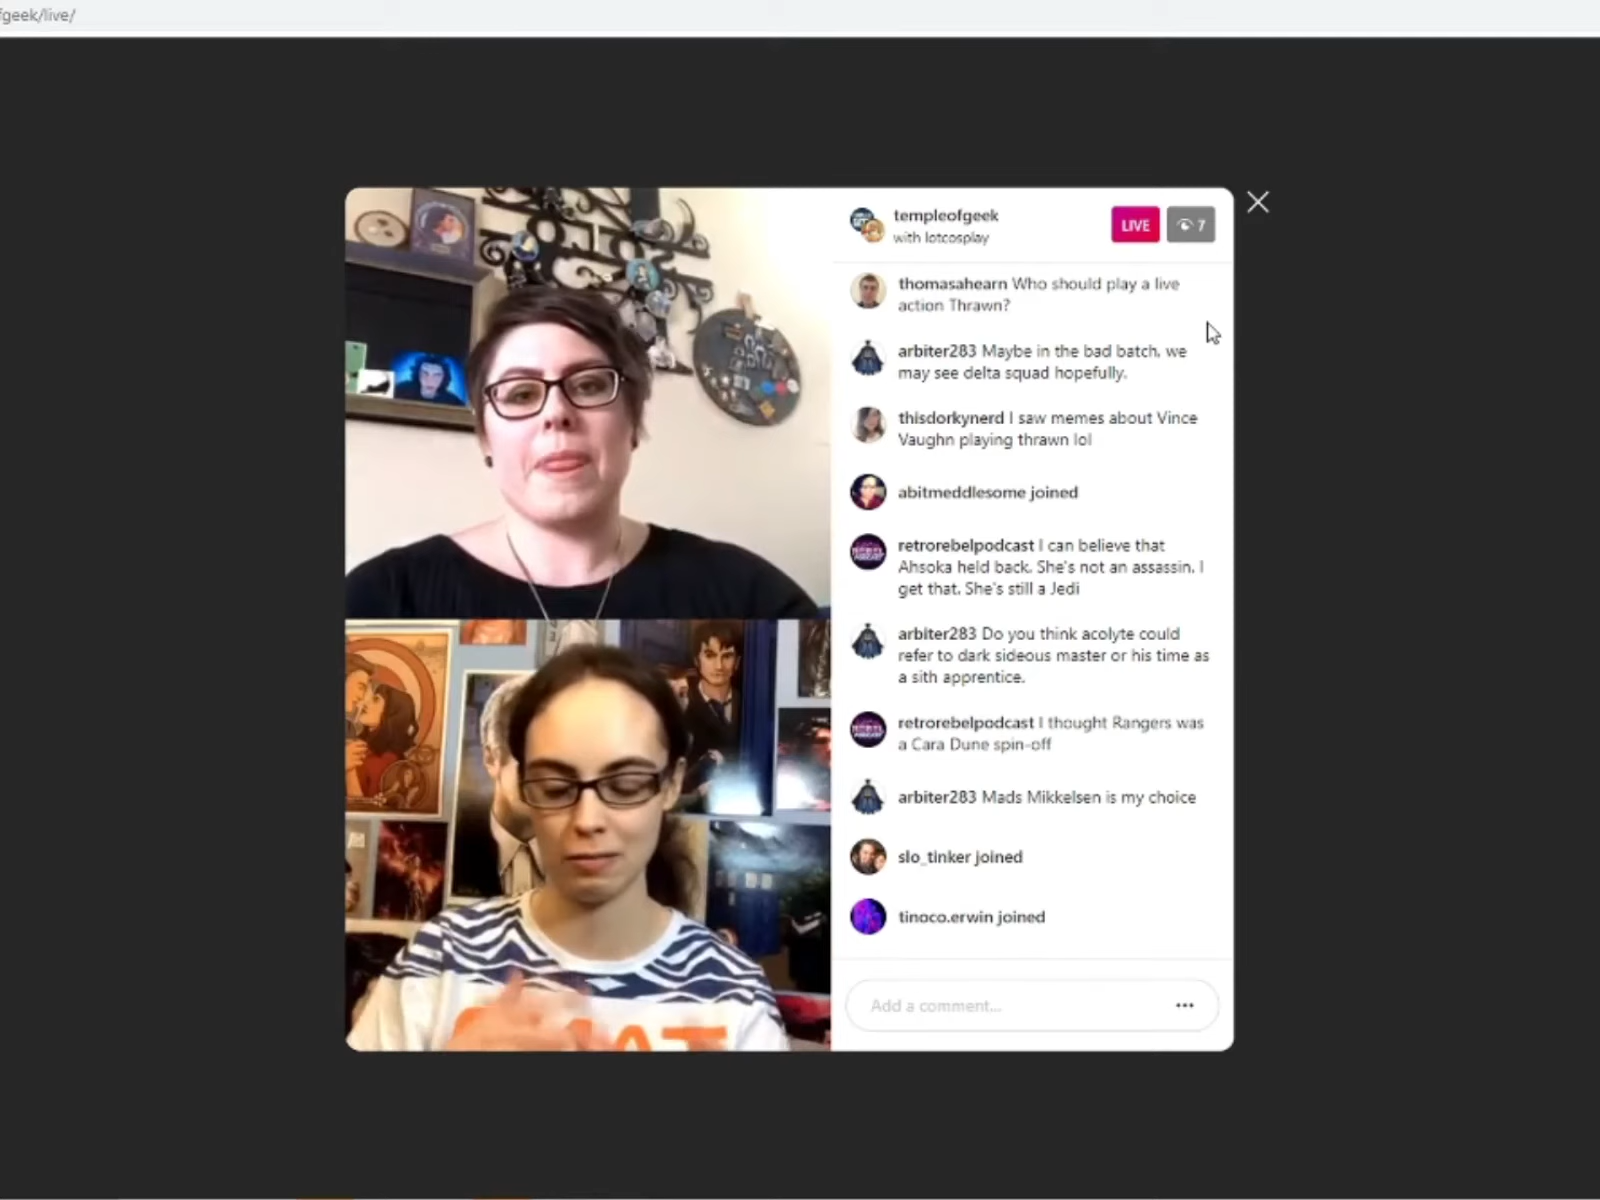 fgeek/live/
templeofgeek
with lotcosplay
LIVE
7
thomasahearn Who should play a live
action Thrawn?
arbiter283 Maybe in the bad batch, we
may see delta squad hopefully.
thisdorkynerd I saw memes about Vince
Vaughn playing thrawn lol
abitmeddlesome joined
retrorebelpodcast I can believe that
Ahsoka held back. She's not an assassin. I
get that. She's still a Jedi
arbiter283 Do you think acolyte could
refer to dark sideous master or his time as
a sith apprentice.
retrorebelpodcast I thought Rangers was
a Cara Dune spin-off
arbiter283 Mads Mikkelsen is my choice
slo_tinker joined
tinoco.erwin joined
Add a comment...